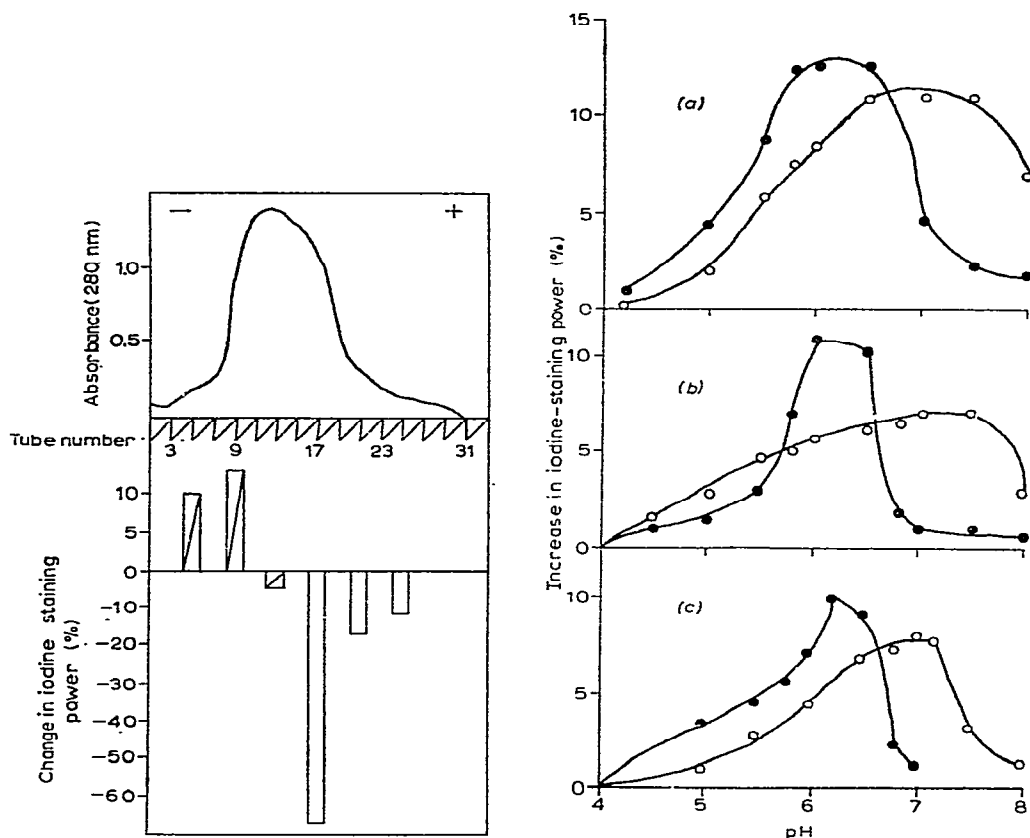 − +
Absorbance (280 nm)
1.0
0.5
Tube number
3 9 17 23 31
Change in iodine staining
power (%)
10
5
0
-10
-20
-30
-40
-50
-60
Increase in iodine-staining power (%)
15
10
5
0
(a)
10
5
0
(b)
10
5
0
(c)
4 5 6 7 8
pH